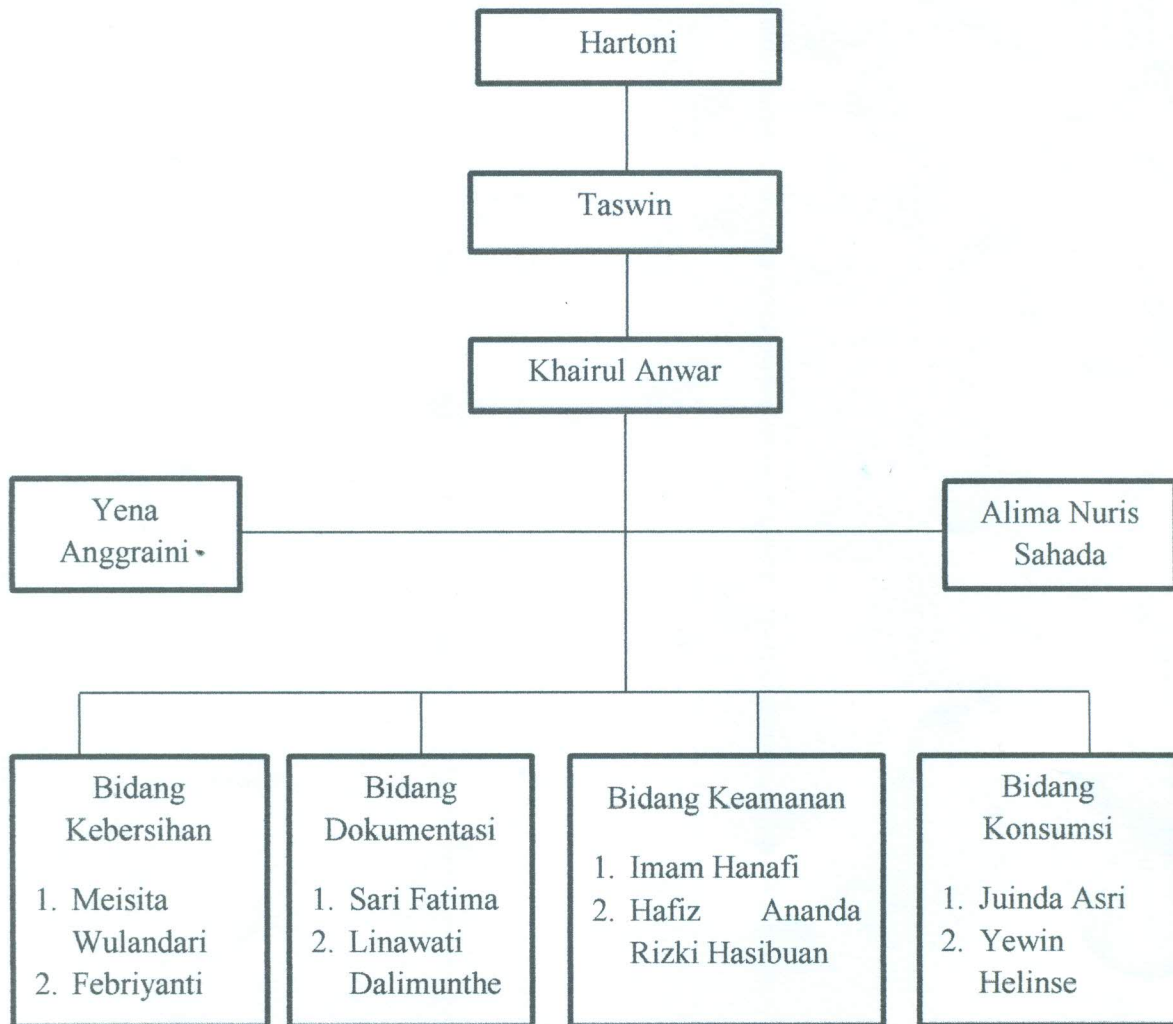 Hartoni
Taswin
Khairul Anwar
Yena
Anggraini
Alima Nuris
Sahada
Bidang
Kebersihan
1. Meisita
Wulandari
2. Febriyanti
Bidang
Dokumentasi
1. Sari Fatima
2. Linawati
Dalimunthe
Bidang Keamanan
1. Imam Hanafi
2. Hafiz Ananda
Rizki Hasibuan
Bidang
Konsumsi
1. Juinda Asri
2. Yewin
Helinse